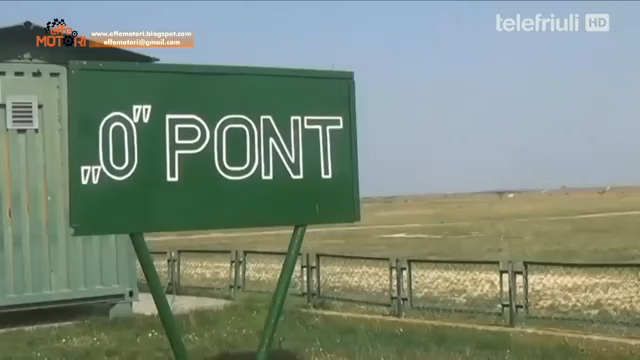 EFFE
MOTORI
www.effemotori.blogspot.com
effemotori@gmail.com
telefriuli HD
„0” PONT